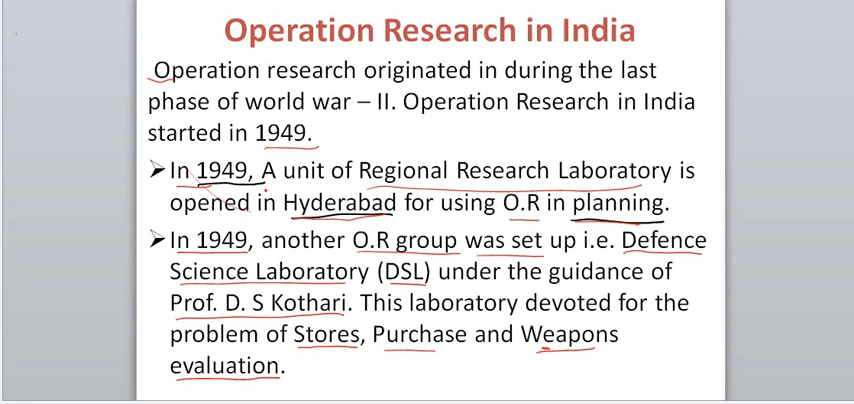 Operation Research in India
Operation research originated in during the last
phase of world war – II. Operation Research in India
started in 1949.
➢In 1949, A unit of Regional Research Laboratory is
opened in Hyderabad for using O.R in planning.
➢In 1949, another O.R group was set up i.e. Defence
Science Laboratory (DSL) under the guidance of
Prof. D. S Kothari. This laboratory devoted for the
problem of Stores, Purchase and Weapons
evaluation.